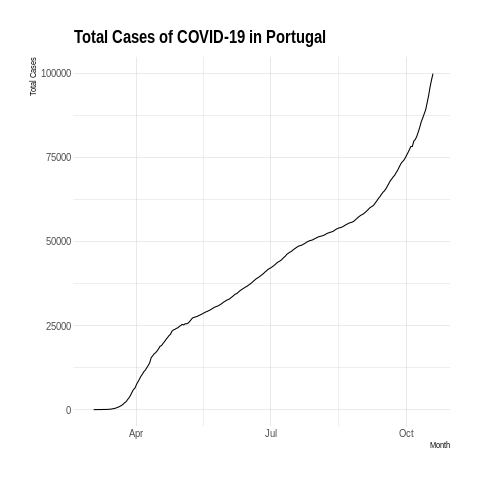 Total Cases of COVID-19 in Portugal
Total Cases
100000
75000
50000
25000
0
Apr Jul Oct
Month